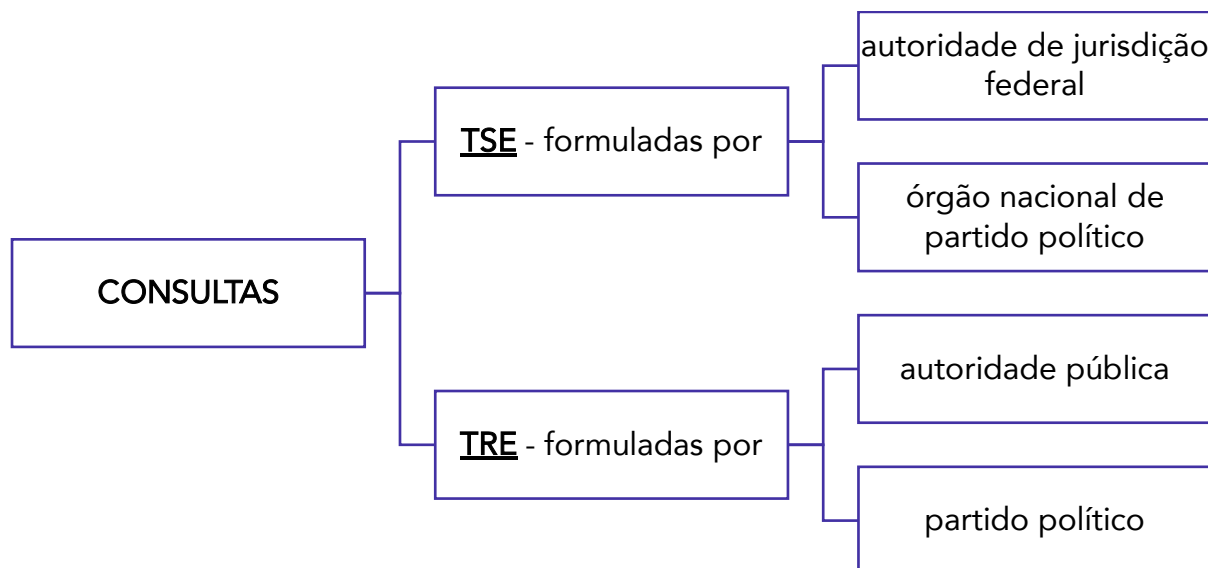 autoridade de jurisdição
federal
TSE - formuladas por
órgão nacional de
partido político
CONSULTAS
autoridade pública
TRE - formuladas por
partido político